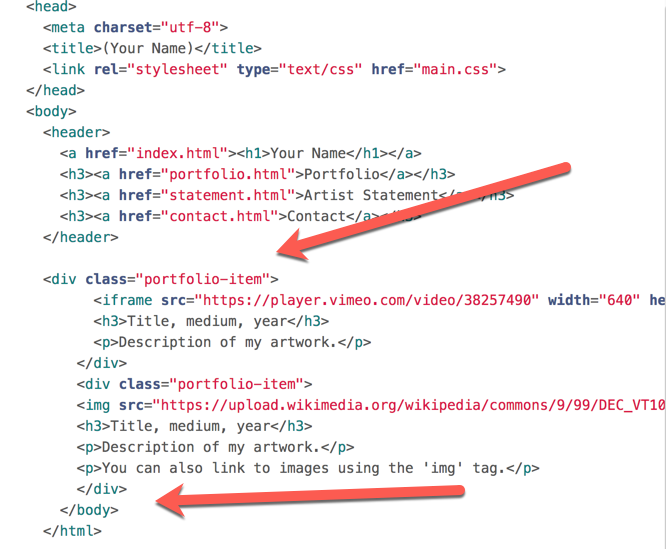 <head>
<meta charset="utf-8">
<title>(Your Name)</title>
<link rel="stylesheet" type="text/css" href="main.css">
</head>
<body>
<header>
<a href="index.html"><h1>Your Name</h1></a>
<h3><a href="portfolio.html">Portfolio</a></h3>
<h3><a href="statement.html">Artist Statement</a></h3>
<h3><a href="contact.html">Contact</a></h3>
</header>
<div class="portfolio-item">
<iframe src="https://player.vimeo.com/video/38257490" width="640" he
<h3>Title, medium, year</h3>
<p>Description of my artwork.</p>
</div>
<div class="portfolio-item">
<img src="https://upload.wikimedia.org/wikipedia/commons/9/99/DEC_VT10
<h3>Title, medium, year</h3>
<p>Description of my artwork.</p>
<p>You can also link to images using the 'img' tag.</p>
</div>
</body>
</html>